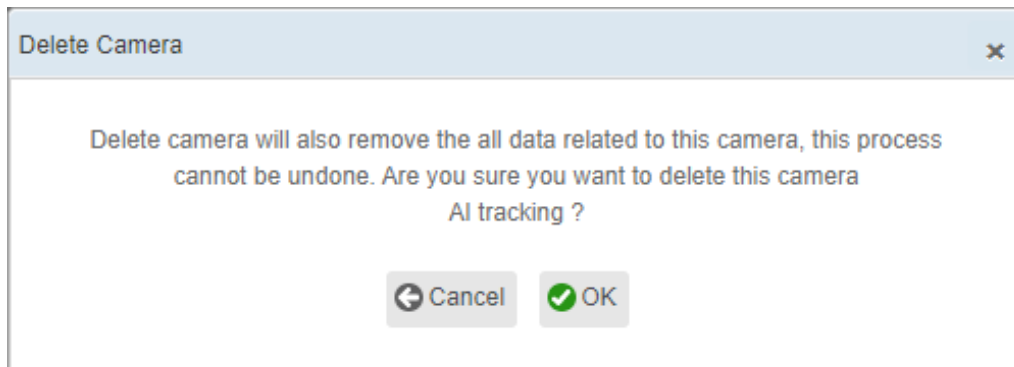 Delete Camera
Delete camera will also remove the all data related to this camera, this process
cannot be undone. Are you sure you want to delete this camera
AI tracking ?
Cancel OK